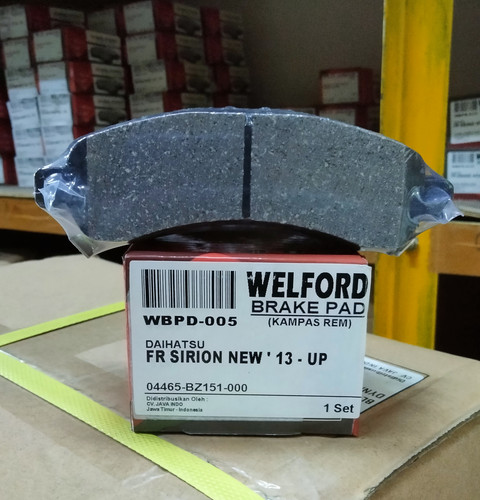 WELFORD
BRAKE PAD
(KAMPAS REM)
WBPD-005
DAIHATSU
FR SIRION NEW ' 13 - UP
04465-BZ151-000
Didistribusikan Oleh :
CV. JAVA INDO
Jawa Timur - Indonesia
1 Set